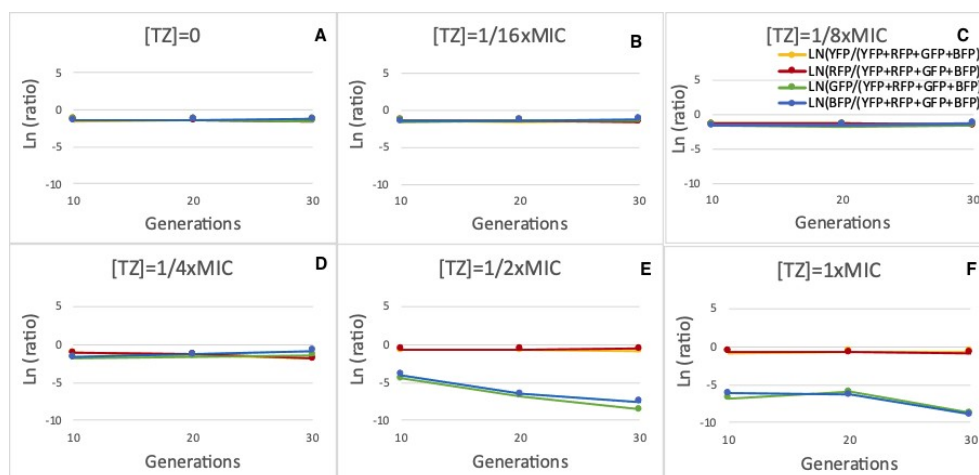 [TZ]=0 A
5
0
-5
-10
Ln (ratio)
10 20 30
Generations
[TZ]=1/16xMIC B
5
0
-5
-10
Ln (ratio)
10 20 30
Generations
[TZ]=1/8xMIC C
LN(YFP/(YFP+RFP+GFP+BFP)
LN(RFP/(YFP+RFP+GFP+BFP)
LN(GFP/(YFP+RFP+GFP+BFP)
LN(BFP/(YFP+RFP+GFP+BFP)
5
0
-5
-10
Ln (ratio)
10 20 30
Generations
[TZ]=1/4xMIC D
5
0
-5
-10
Ln (ratio)
10 20 30
Generations
[TZ]=1/2xMIC E
5
0
-5
-10
Ln (ratio)
10 20 30
Generations
[TZ]=1xMIC F
5
0
-5
-10
Ln (ratio)
10 20 30
Generations